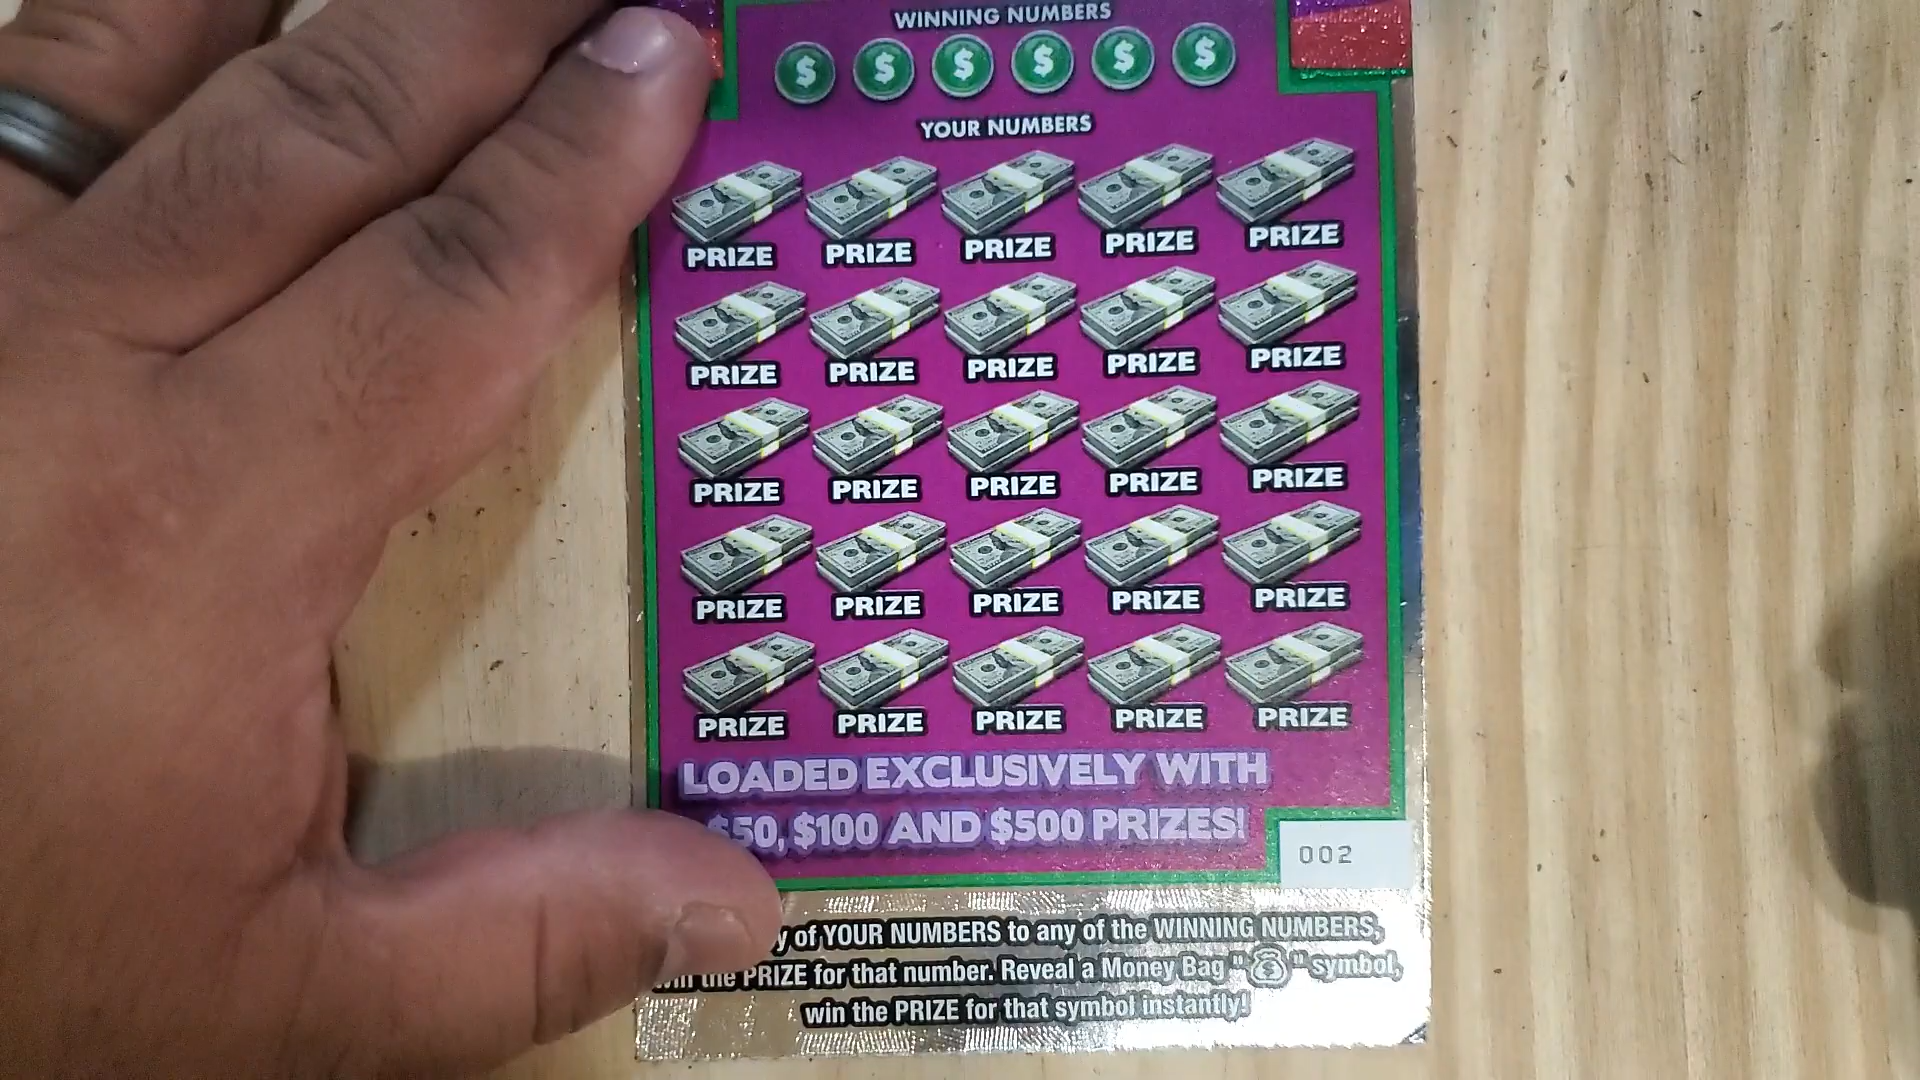 WINNING NUMBERS
$ $ $ $ $ $
YOUR NUMBERS
PRIZE PRIZE PRIZE PRIZE PRIZE
PRIZE PRIZE PRIZE PRIZE PRIZE
PRIZE PRIZE PRIZE PRIZE PRIZE
PRIZE PRIZE PRIZE PRIZE PRIZE
PRIZE PRIZE PRIZE PRIZE PRIZE
LOADED EXCLUSIVELY WITH
$50, $100 AND $500 PRIZES!
002
of YOUR NUMBERS to any of the WINNING NUMBERS,
the PRIZE for that number. Reveal a Money Bag " " symbol,
win the PRIZE for that symbol instantly!